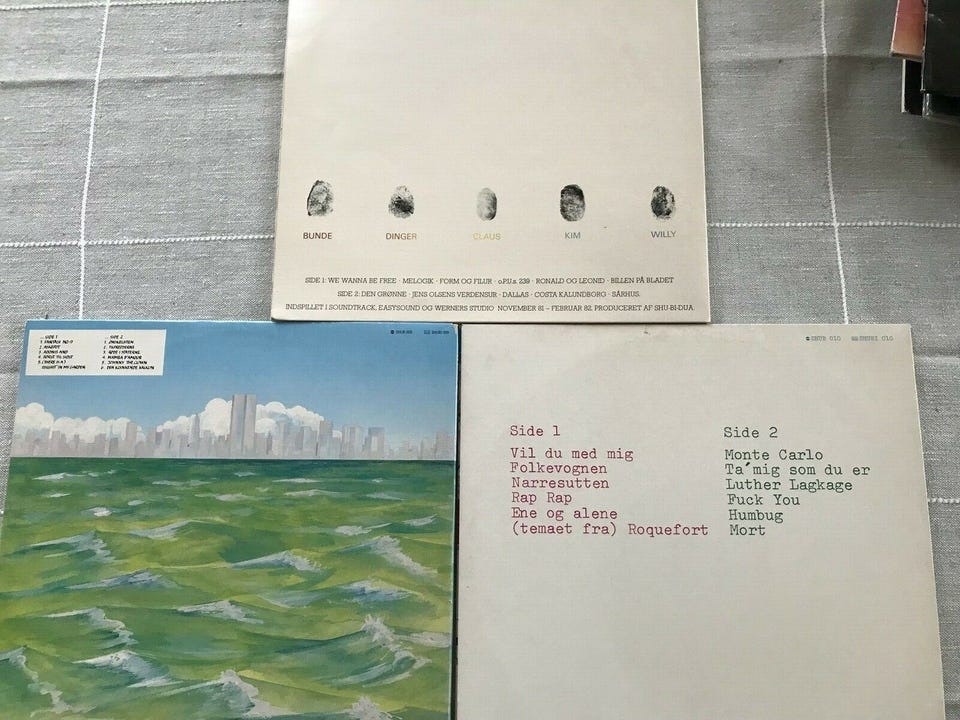 BUNDE DINGER CLAUS KIM WILLY
SIDE 1: WE WANNA BE FREE · MELOGIK · FORM OG FILUR · o.P.U.s. 239 · RONALD OG LEONID · BILLEN PÅ BLADET
SIDE 2: DEN GRØNNE · JENS OLSENS VERDENSUR · DALLAS · COSTA KALUNDBORG · SÅRHUS.
INDSPILLET I SOUNDTRACK, EASYSOUND OG WERNERS STUDIO NOVEMBER 81 – FEBRUAR 82. PRODUCERET AF SHU-BI-DUA.
SIDE 1
SIDE 2
SHUB 010 SHUBI 010
Side 1
Vil du med mig
Folkevognen
Narresutten
Rap Rap
Ene og alene
(temaet fra) Roquefort
Side 2
Monte Carlo
Ta´mig som du er
Luther Lagkage
Fuck You
Humbug
Mort